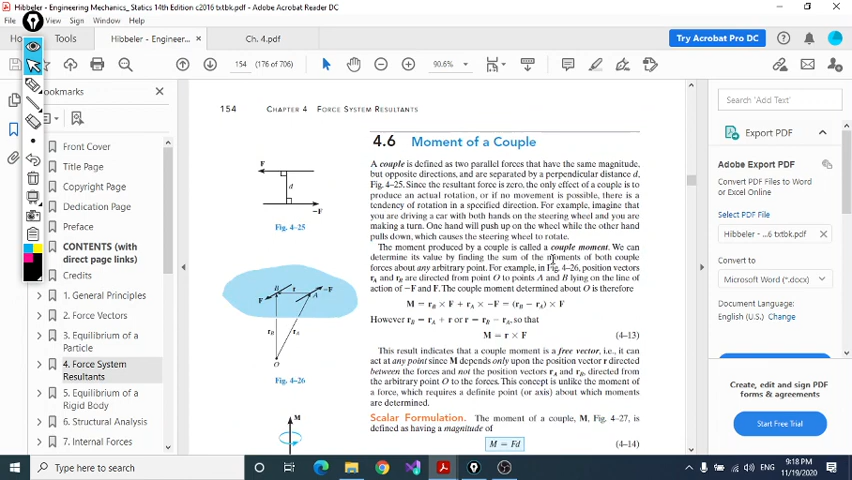 Hibbeler - Engineering Mechanics_ Statics 14th Edition c2016 txtbk.pdf - Adobe Acrobat Reader DC
File
View Sign Window Help
Tools
Hibbeler - Engineer...
Ch. 4.pdf
Try Acrobat Pro DC
154 (176 of 706)
90.6%
154 CHAPTER 4 FORCE SYSTEM RESULTANTS
Front Cover
Title Page
Copyright Page
Dedication Page
Preface
CONTENTS (with
direct page links)
Credits
1. General Principles
2. Force Vectors
3. Equilibrium of a
Particle
4. Force System
Resultants
5. Equilibrium of a
Rigid Body
6. Structural Analysis
7. Internal Forces
F
d
−F
Fig. 4–25
B r A −F
F
r_B r_A
O
Fig. 4–26
M
4.6 Moment of a Couple
A couple is defined as two parallel forces that have the same magnitude,
but opposite directions, and are separated by a perpendicular distance d,
Fig. 4–25. Since the resultant force is zero, the only effect of a couple is to
produce an actual rotation, or if no movement is possible, there is a
tendency of rotation in a specified direction. For example, imagine that
you are driving a car with both hands on the steering wheel and you are
making a turn. One hand will push up on the wheel while the other hand
pulls down, which causes the steering wheel to rotate.
The moment produced by a couple is called a couple moment. We can
determine its value by finding the sum of the moments of both couple
forces about any arbitrary point. For example, in Fig. 4–26, position vectors
r_A and r_B are directed from point O to points A and B lying on the line of
action of −F and F. The couple moment determined about O is therefore
M = r_B × F + r_A × −F = (r_B − r_A) × F
However r_B = r_A + r or r = r_B − r_A, so that
M = r × F (4–13)
This result indicates that a couple moment is a free vector, i.e., it can
act at any point since M depends only upon the position vector r directed
between the forces and not the position vectors r_A and r_B, directed from
the arbitrary point O to the forces. This concept is unlike the moment of
a force, which requires a definite point (or axis) about which moments
are determined.
Scalar Formulation. The moment of a couple, M, Fig. 4–27, is
defined as having a magnitude of
M = Fd (4–14)
Search
Export PDF
Adobe Export PDF
Convert PDF Files to Word
or Excel Online
Select PDF File
Hibbeler ...6 txtbk.pdf
Convert to
Microsoft Word (*.docx)
Document Language:
English (U.S.) Change
Create, edit and sign PDF
forms & agreements
Start Free Trial
Type here to search
ENG
9:18 PM
11/19/2020